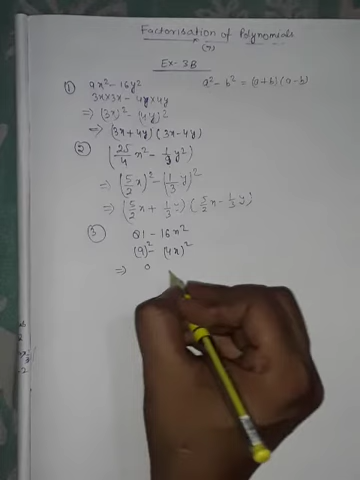 Factorisation of Polynomials
Ex- 3B
a² - b² = (a+b) (a-b)
① 9x² - 16y²
3x×3x - 4y×4y
⇒ (3x)² - (4y)²
⇒ (3x+4y) (3x-4y)
② (25/4 x² - 1/9 y²)
⇒ (5/2 x)² - (1/3 y)²
⇒ (5/2 x + 1/3 y) (5/2 x - 1/3 y)
③ 81 - 16x²
(9)² - (4x)²
⇒